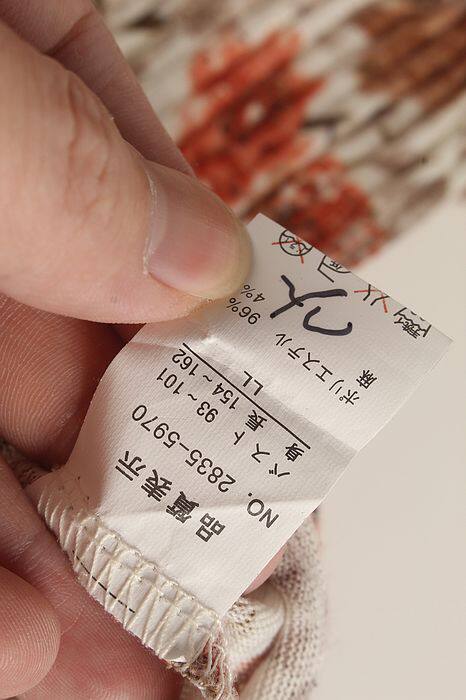 品質表示
NO. 2835-5970
バスト 93～101
身長 154～162
LL
ポリエステル 96%
麻 4%